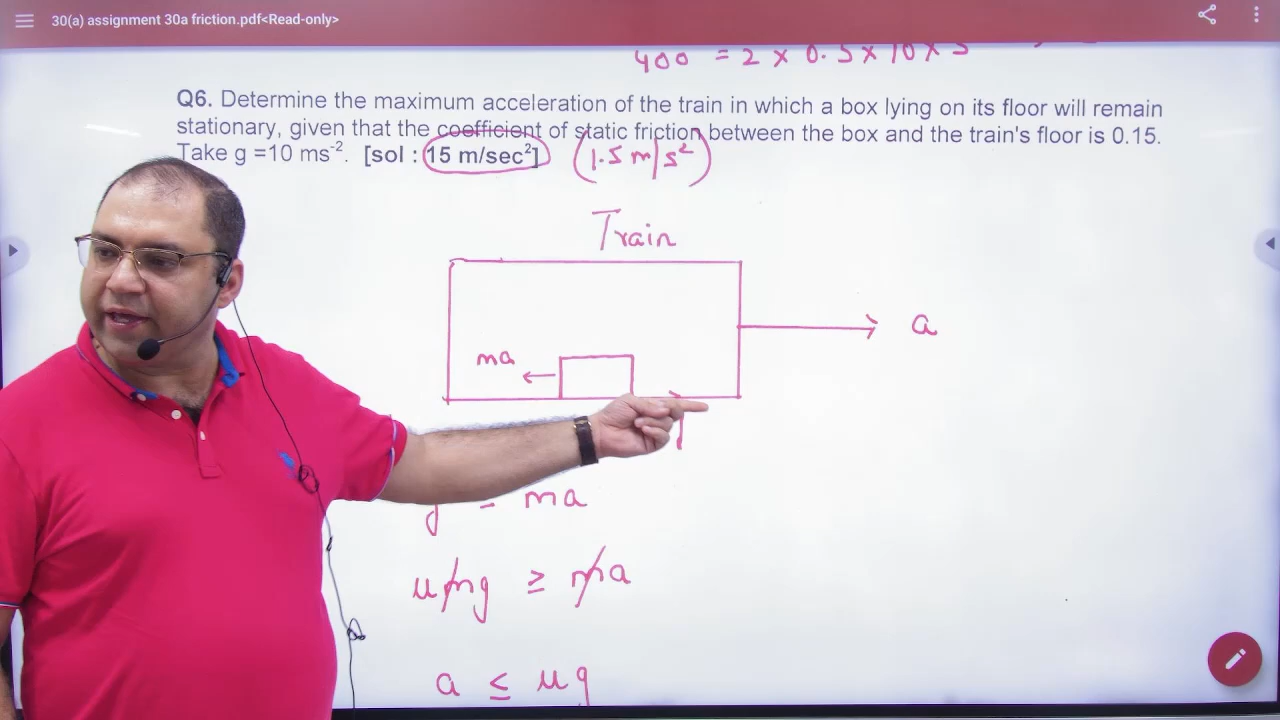 30(a) assignment 30a friction.pdf<Read-only>
400 = 2 x 0.5 x 10 x 5
Q6. Determine the maximum acceleration of the train in which a box lying on its floor will remain
stationary, given that the coefficient of static friction between the box and the train's floor is 0.15.
Take g =10 ms⁻². [sol : 15 m/sec²] (1.5 m/s²)
Train
a
ma
f
= ma
μmg ≥ ma
a ≤ μg